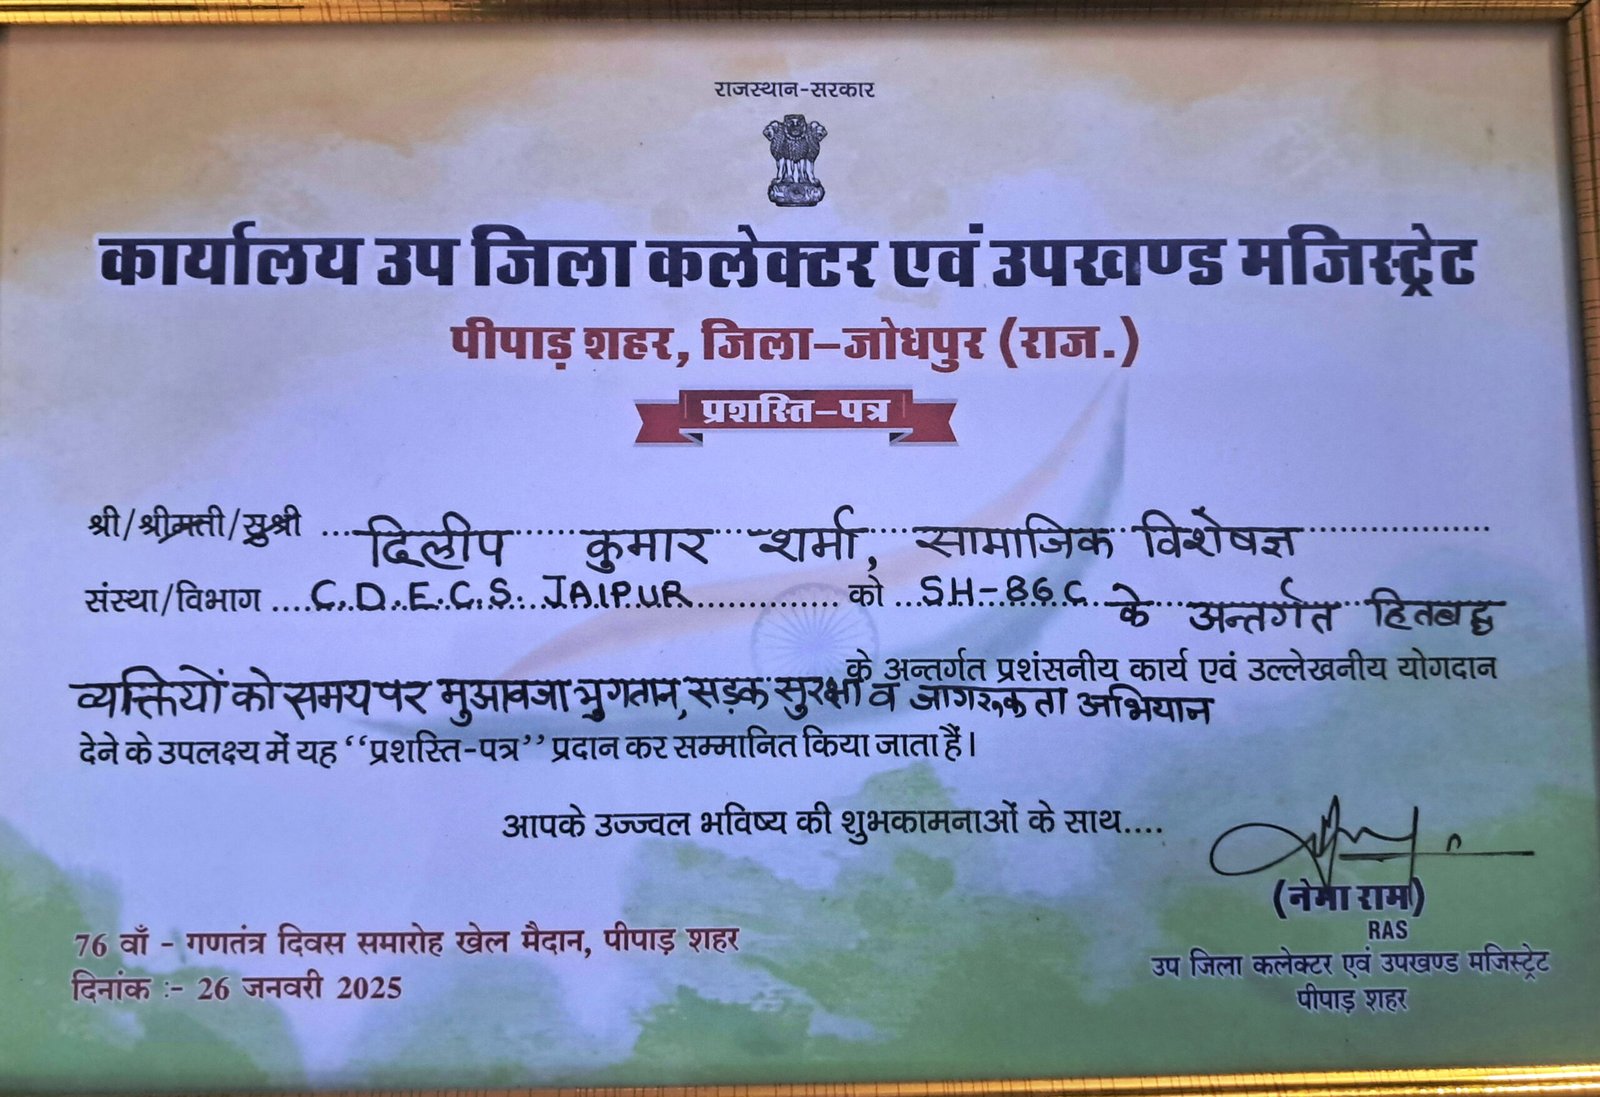 राजस्थान-सरकार
कार्यालय उप जिला कलेक्टर एवं उपखण्ड मजिस्ट्रेट
पीपाड़ शहर, जिला–जोधपुर (राज.)
प्रशस्ति–पत्र
श्री/श्रीमती/सुश्री ....दिलीप कुमार शर्मा, सामाजिक विशेषज्ञ....
संस्था/विभाग ....C.D.E.C.S. JAIPUR.... को ...SH-86C... के अन्तर्गत हितबद्ध
के अन्तर्गत प्रशंसनीय कार्य एवं उल्लेखनीय योगदान
व्यक्तियों को समय पर मुआवजा भुगतान, सड़क सुरक्षा व जागरूकता अभियान
देने के उपलक्ष्य में यह ‘‘प्रशस्ति-पत्र’’ प्रदान कर सम्मानित किया जाता हैं।
आपके उज्ज्वल भविष्य की शुभकामनाओं के साथ....
(नेमा राम)
RAS
उप जिला कलेक्टर एवं उपखण्ड मजिस्ट्रेट
पीपाड़ शहर
76 वाँ - गणतंत्र दिवस समारोह खेल मैदान, पीपाड़ शहर
दिनांक :- 26 जनवरी 2025